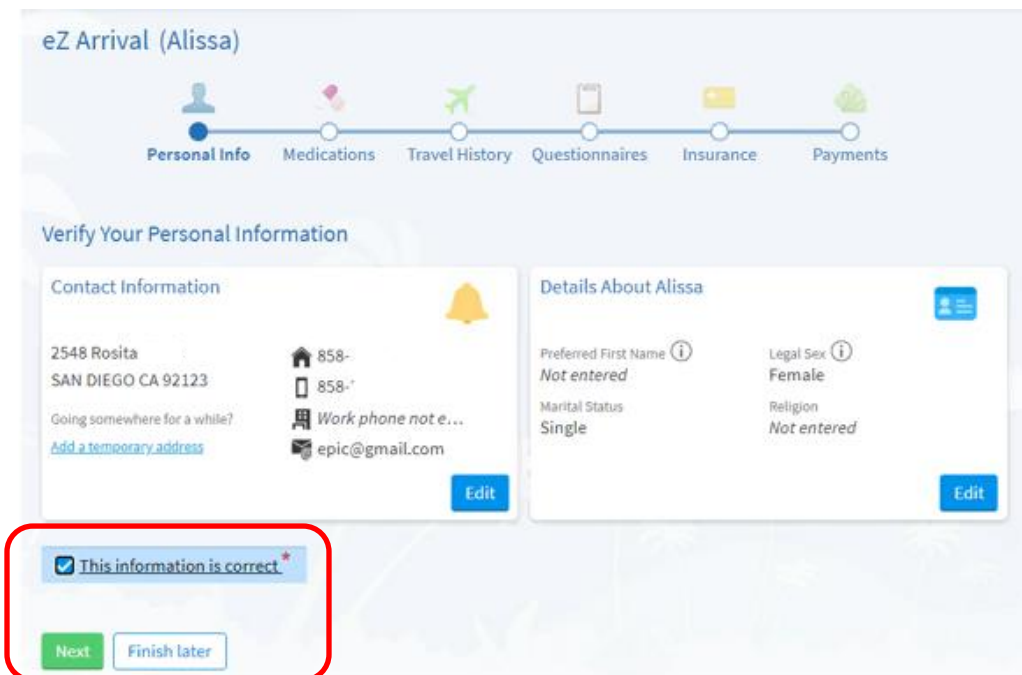 eZ Arrival (Alissa)
Personal Info Medications Travel History Questionnaires Insurance Payments
Verify Your Personal Information
Contact Information
2548 Rosita
SAN DIEGO CA 92123
Going somewhere for a while?
Add a temporary address
858-
858-'
Work phone not e...
epic@gmail.com
Edit
Details About Alissa
Preferred First Name i
Not entered
Legal Sex i
Female
Marital Status
Single
Religion
Not entered
Edit
This information is correct *
Next Finish later